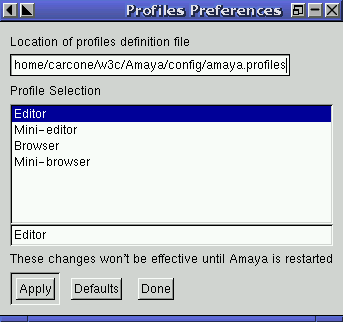 Profiles Preferences
Location of profiles definition file
home/carcone/w3c/Amaya/config/amaya.profiles
Profile Selection
Editor
Mini-editor
Browser
Mini-browser
Editor
These changes won't be effective until Amaya is restarted
Apply Defaults Done